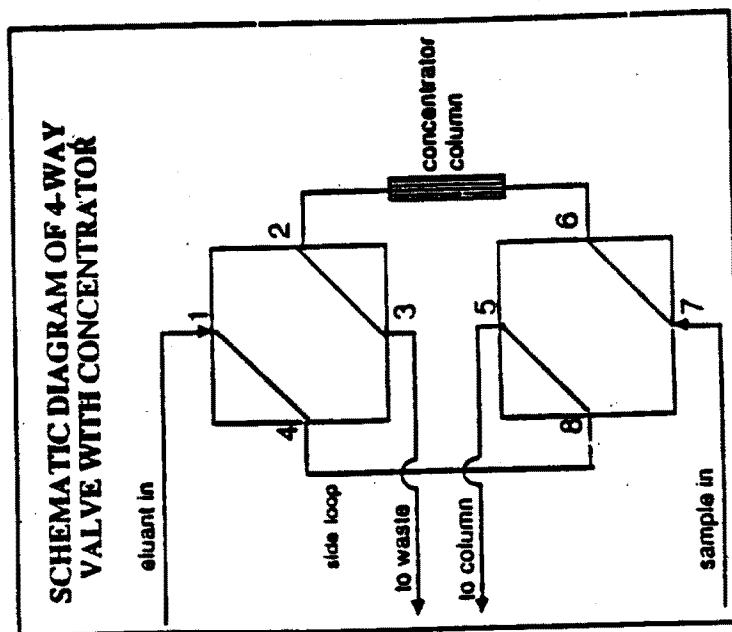 SCHEMATIC DIAGRAM OF 4-WAY
VALVE WITH CONCENTRATOR
eluant in
1
2
3
4
side loop
to waste
concentrator
column
to column
5
6
7
8
sample in